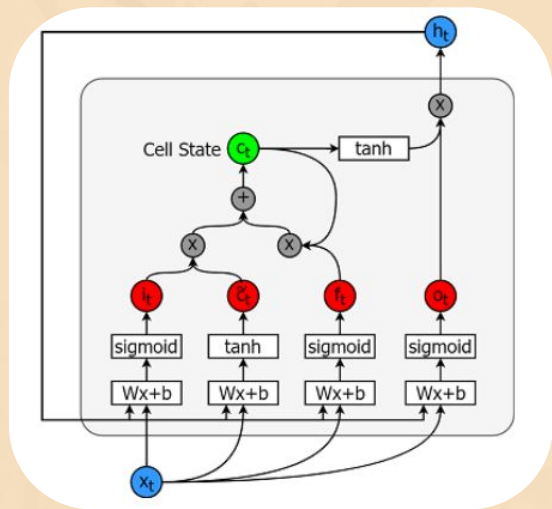 hₜ
x
Cell State
cₜ
tanh
+
x
x
iₜ
c̃ₜ
fₜ
oₜ
sigmoid
tanh
sigmoid
sigmoid
Wx+b
Wx+b
Wx+b
Wx+b
xₜ